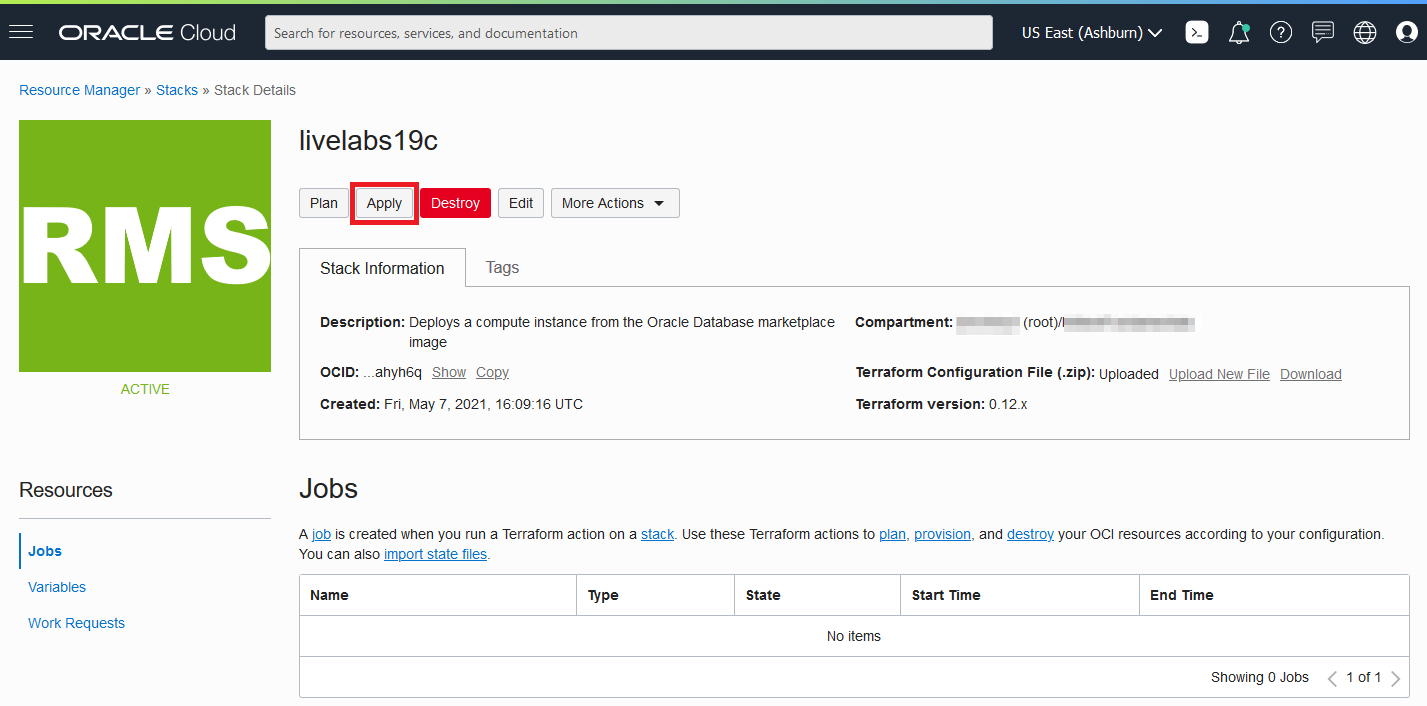 ORACLE Cloud
Search for resources, services, and documentation
US East (Ashburn)
Resource Manager » Stacks » Stack Details
RMS
ACTIVE
livelabs19c
Plan Apply Destroy Edit More Actions
Stack Information Tags
Description: Deploys a compute instance from the Oracle Database marketplace
image
OCID: ...ahyh6q Show Copy
Created: Fri, May 7, 2021, 16:09:16 UTC
Compartment: (root)/
Terraform Configuration File (.zip): Uploaded Upload New File Download
Terraform version: 0.12.x
Resources
Jobs
Variables
Work Requests
Jobs
A job is created when you run a Terraform action on a stack. Use these Terraform actions to plan, provision, and destroy your OCI resources according to your configuration.
You can also import state files.
Name Type State Start Time End Time
No items
Showing 0 Jobs 1 of 1